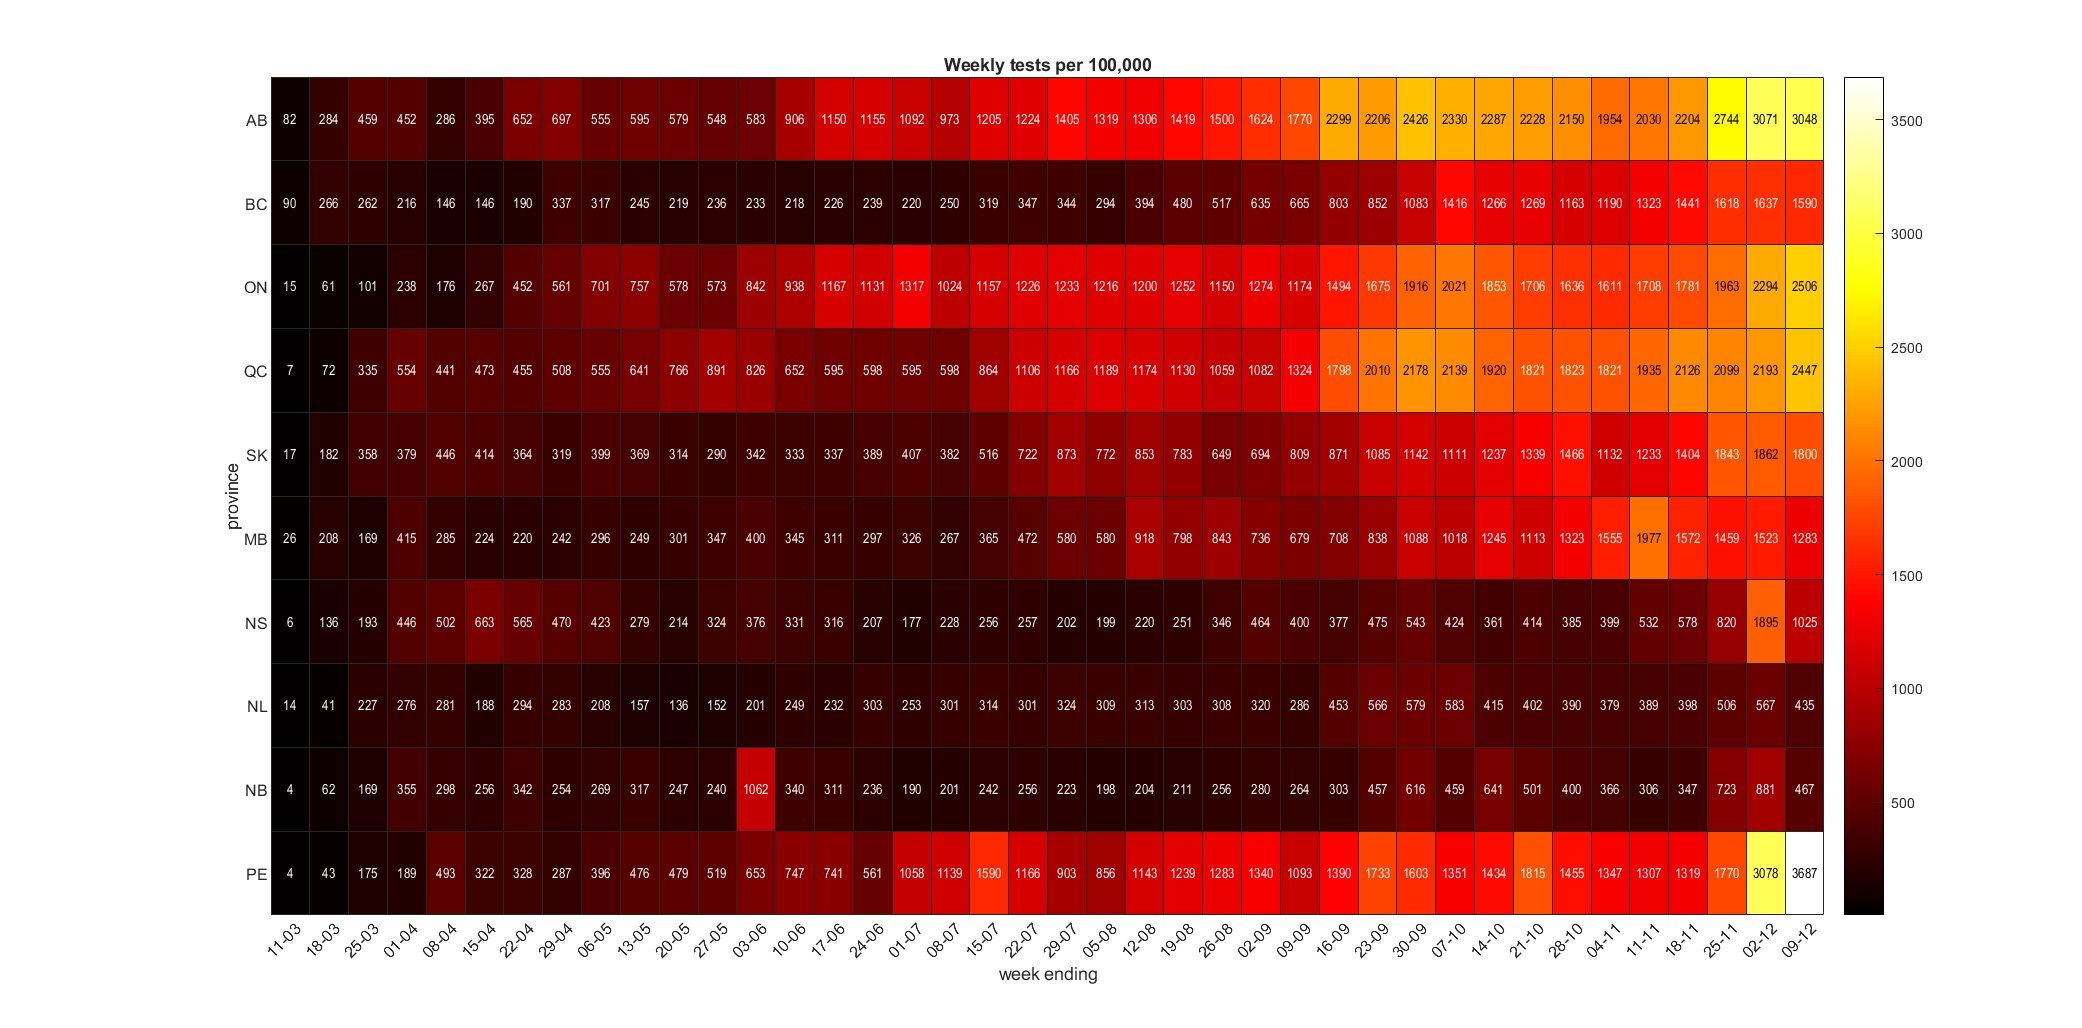 Weekly tests per 100,000
AB 82 284 459 452 286 395 652 697 555 595 579 548 583 906 1150 1155 1092 973 1205 1224 1405 1319 1306 1419 1500 1624 1770 2299 2206 2426 2330 2287 2228 2150 1954 2030 2204 2744 3071 3048
BC 90 266 262 216 146 146 190 337 317 245 219 236 233 218 226 239 220 250 319 347 344 294 394 480 517 635 665 803 852 1083 1416 1266 1269 1163 1190 1323 1441 1618 1637 1590
ON 15 61 101 238 176 267 452 561 701 757 578 573 842 938 1167 1131 1317 1024 1157 1226 1233 1216 1200 1252 1150 1274 1174 1494 1675 1916 2021 1853 1706 1636 1611 1708 1781 1963 2294 2506
QC 7 72 335 554 441 473 455 508 555 641 766 891 826 652 595 598 595 598 864 1106 1166 1189 1174 1130 1059 1082 1324 1798 2010 2178 2139 1920 1821 1823 1821 1935 2126 2099 2193 2447
SK 17 182 358 379 446 414 364 319 399 369 314 290 342 333 337 389 407 382 516 722 873 772 853 783 649 694 809 871 1085 1142 1111 1237 1339 1466 1132 1233 1404 1843 1862 1800
MB 26 208 169 415 285 224 220 242 296 249 301 347 400 345 311 297 326 267 365 472 580 580 918 798 843 736 679 708 838 1088 1018 1245 1113 1323 1555 1977 1572 1459 1523 1283
NS 6 136 193 446 502 663 565 470 423 279 214 324 376 331 316 207 177 228 256 257 202 199 220 251 346 464 400 377 475 543 424 361 414 385 399 532 578 820 1895 1025
NL 14 41 227 276 281 188 294 283 208 157 136 152 201 249 232 303 253 301 314 301 324 309 313 303 308 320 286 453 566 579 583 415 402 390 379 389 398 506 567 435
NB 4 62 169 355 298 256 342 254 269 317 247 240 1062 340 311 236 190 201 242 256 223 198 204 211 256 280 264 303 457 616 459 641 501 400 366 306 347 723 881 467
PE 4 43 175 189 493 322 328 287 396 476 479 519 653 747 741 561 1058 1139 1590 1166 903 856 1143 1239 1283 1340 1093 1390 1733 1603 1351 1434 1815 1455 1347 1307 1319 1770 3078 3687
11-03 18-03 25-03 01-04 08-04 15-04 22-04 29-04 06-05 13-05 20-05 27-05 03-06 10-06 17-06 24-06 01-07 08-07 15-07 22-07 29-07 05-08 12-08 19-08 26-08 02-09 09-09 16-09 23-09 30-09 07-10 14-10 21-10 28-10 04-11 11-11 18-11 25-11 02-12 09-12
week ending
province
3500
3000
2500
2000
1500
1000
500